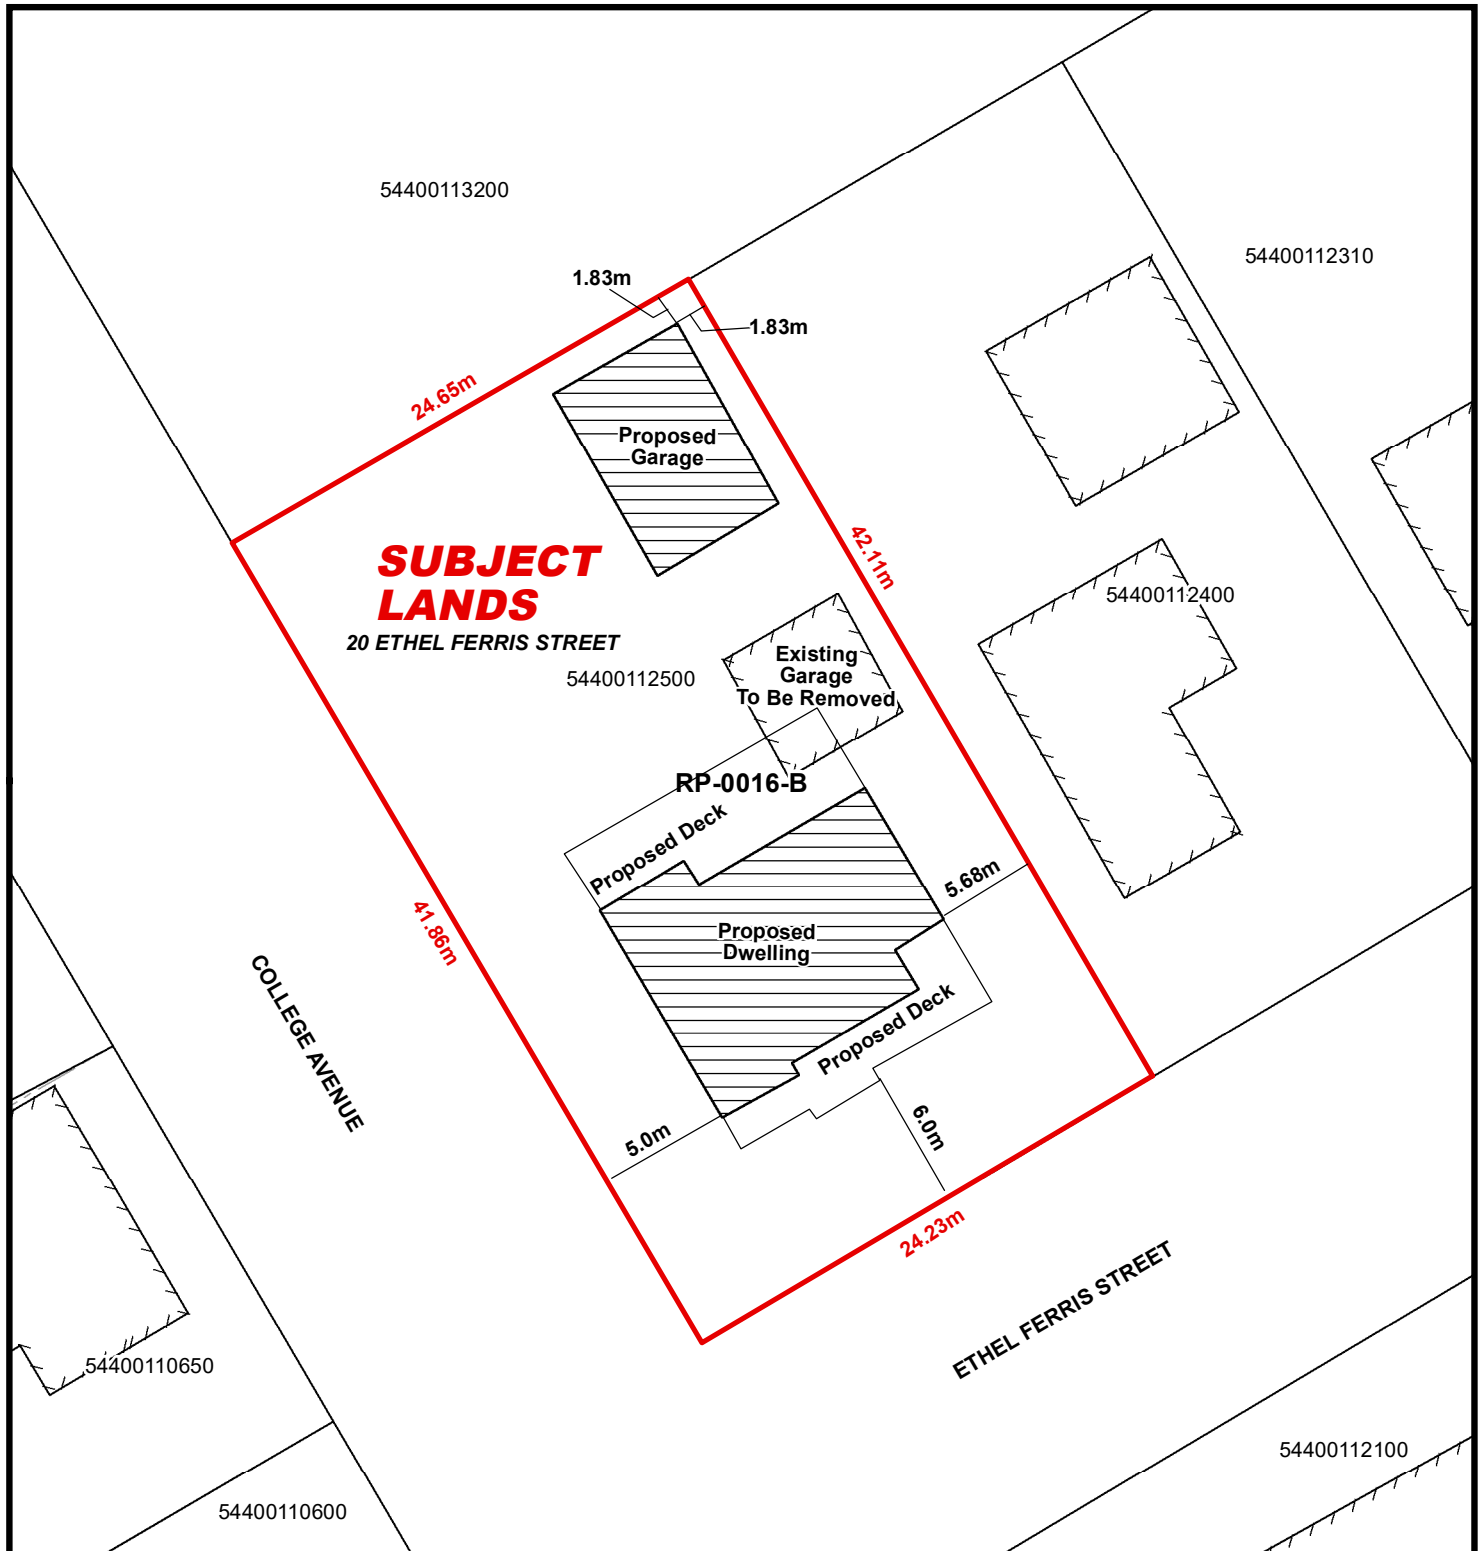 54400113200
54400112310
1.83m
1.83m
24.65m
Proposed
Garage
42.11m
SUBJECT
LANDS
20 ETHEL FERRIS STREET
54400112400
54400112500
Existing
Garage
To Be Removed
RP-0016-B
Proposed Deck
5.68m
41.86m
Proposed
Dwelling
COLLEGE AVENUE
Proposed Deck
5.0m
6.0m
24.23m
ETHEL FERRIS STREET
54400110650
54400112100
54400110600